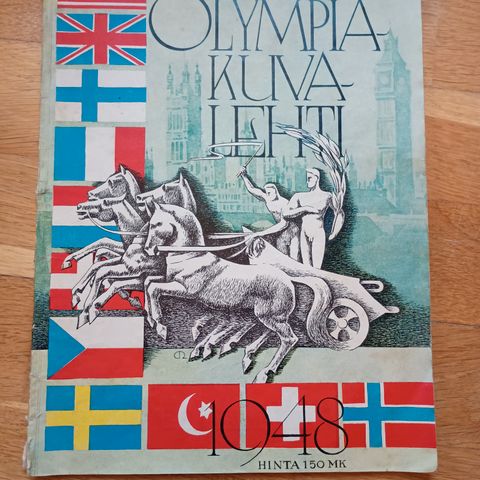 OLYMPIA-
KUVA-
LEHTI
1948
HINTA 150 MK